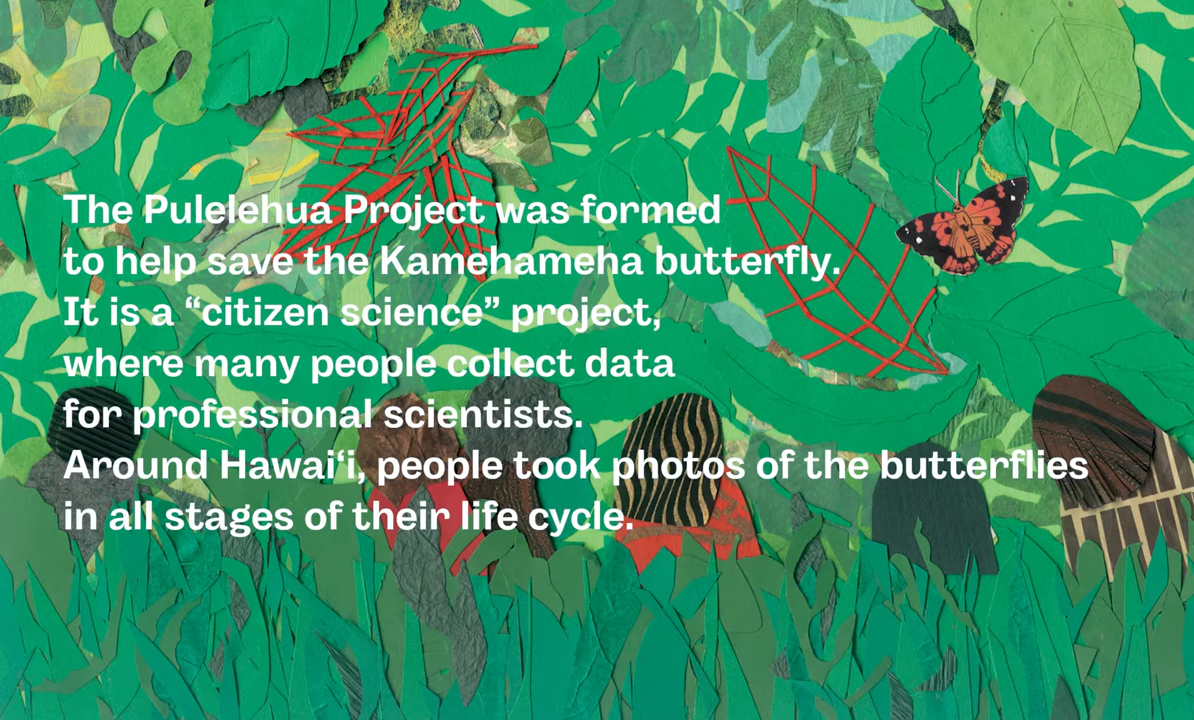 The Pulelehua Project was formed
to help save the Kamehameha butterfly.
It is a “citizen science” project,
where many people collect data
for professional scientists.
Around Hawai‘i, people took photos of the butterflies
in all stages of their life cycle.